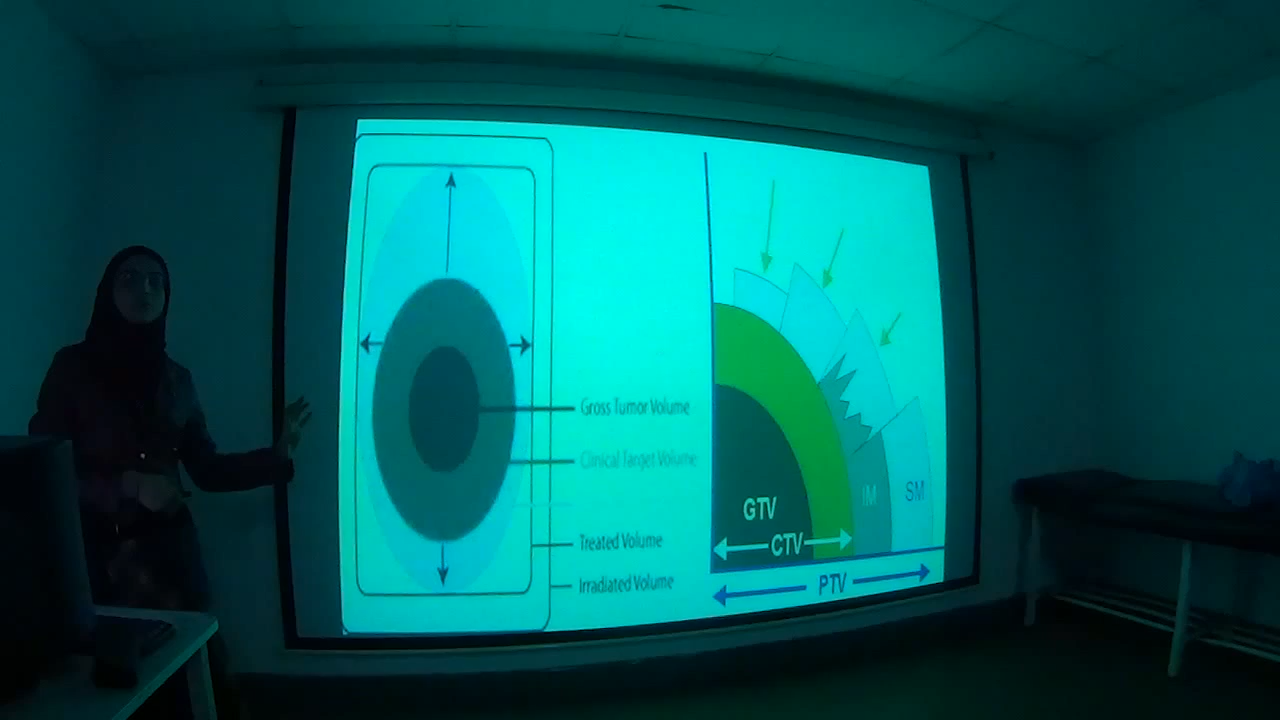 Gross Tumor Volume
Clinical Target Volume
Treated Volume
Irradiated Volume
GTV
CTV
IM
SM
PTV